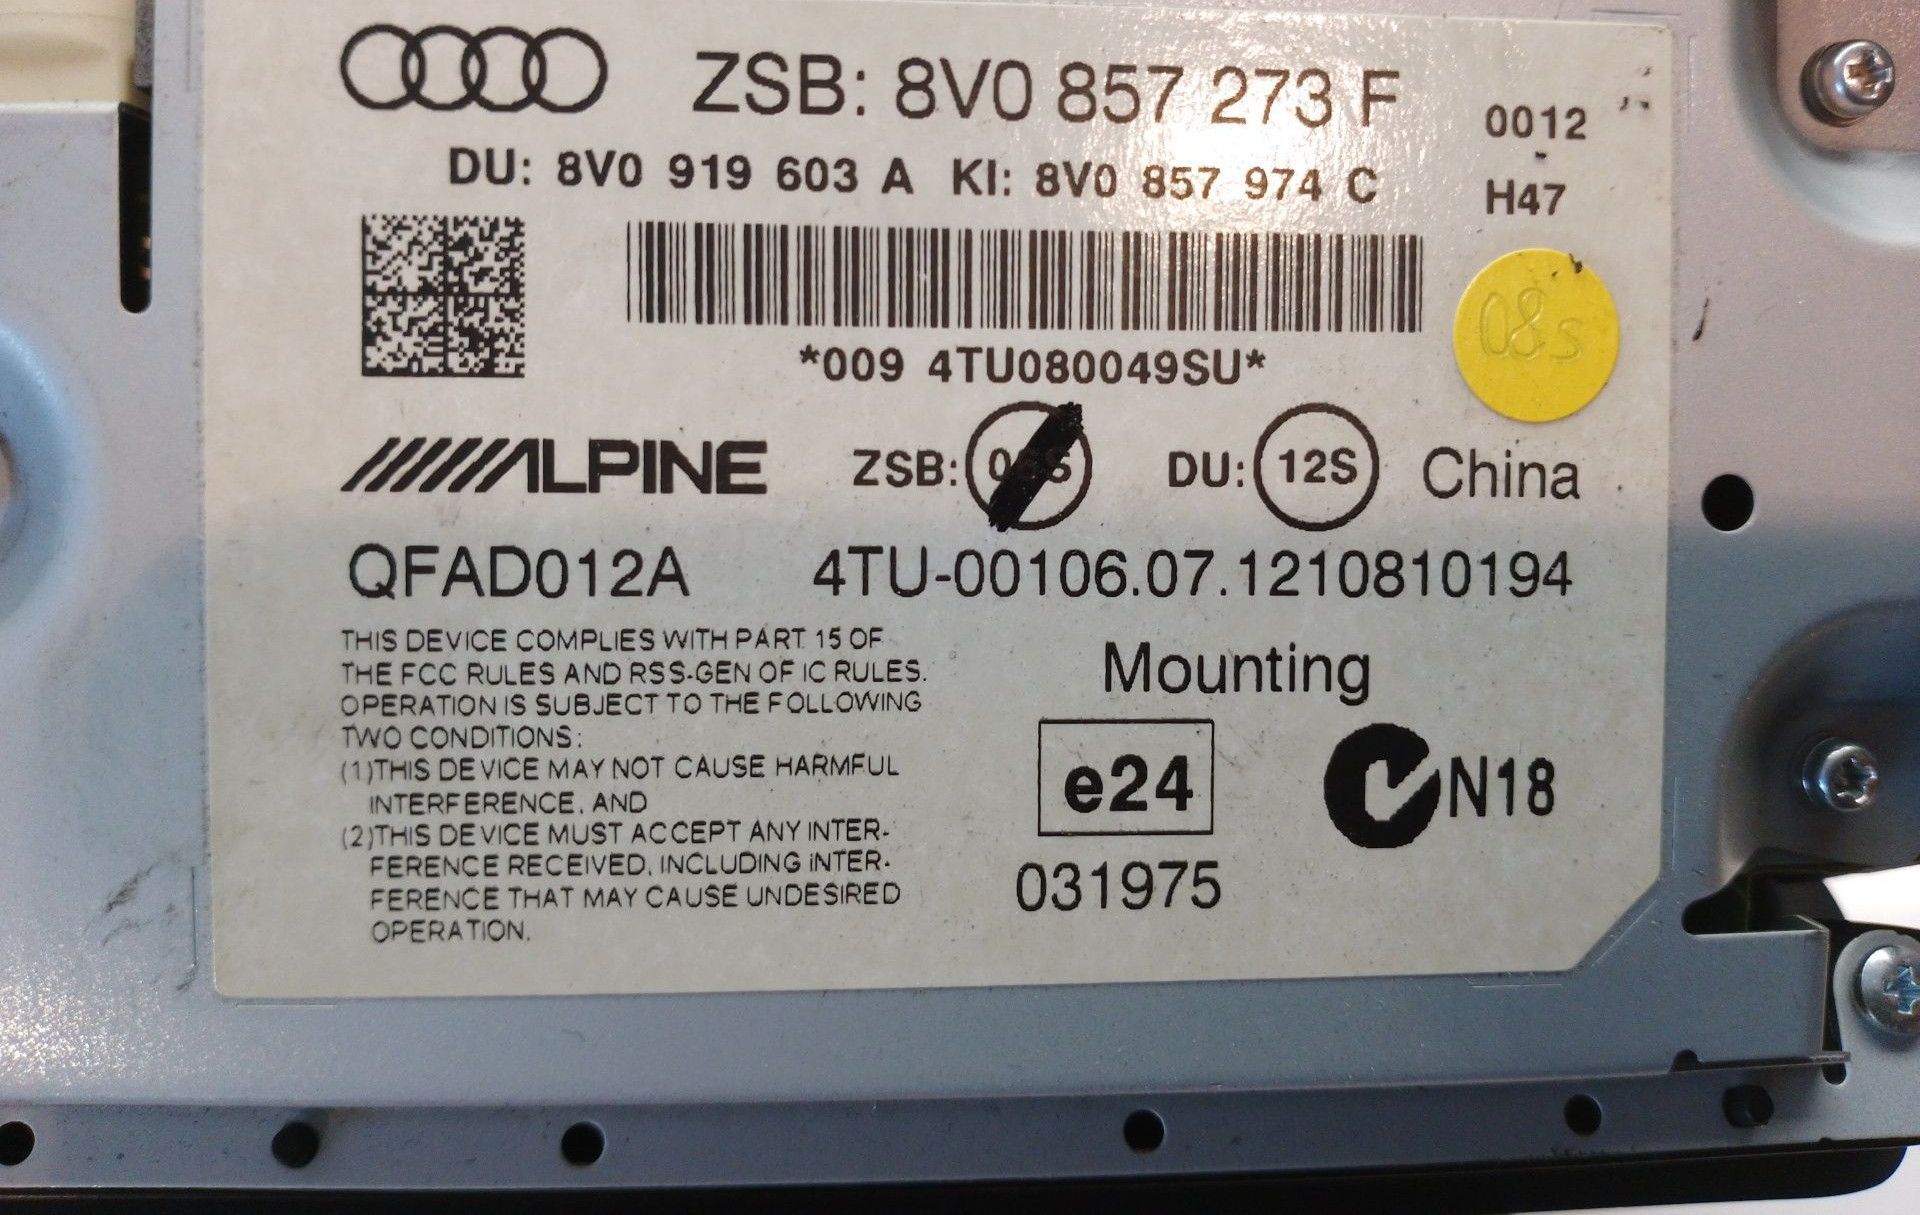 ZSB: 8V0 857 273 F
0012
DU: 8V0 919 603 A KI: 8V0 857 974 C
H47
*009 4TU080049SU*
08s
ALPINE ZSB: DU: 12S China
QFAD012A 4TU-00106.07.1210810194
THIS DEVICE COMPLIES WITH PART 15 OF
THE FCC RULES AND RSS-GEN OF IC RULES.
OPERATION IS SUBJECT TO THE FOLLOWING
TWO CONDITIONS:
(1)THIS DEVICE MAY NOT CAUSE HARMFUL
INTERFERENCE, AND
(2)THIS DEVICE MUST ACCEPT ANY INTER-
FERENCE RECEIVED, INCLUDING INTER-
FERENCE THAT MAY CAUSE UNDESIRED
OPERATION.
Mounting
e24
N18
031975